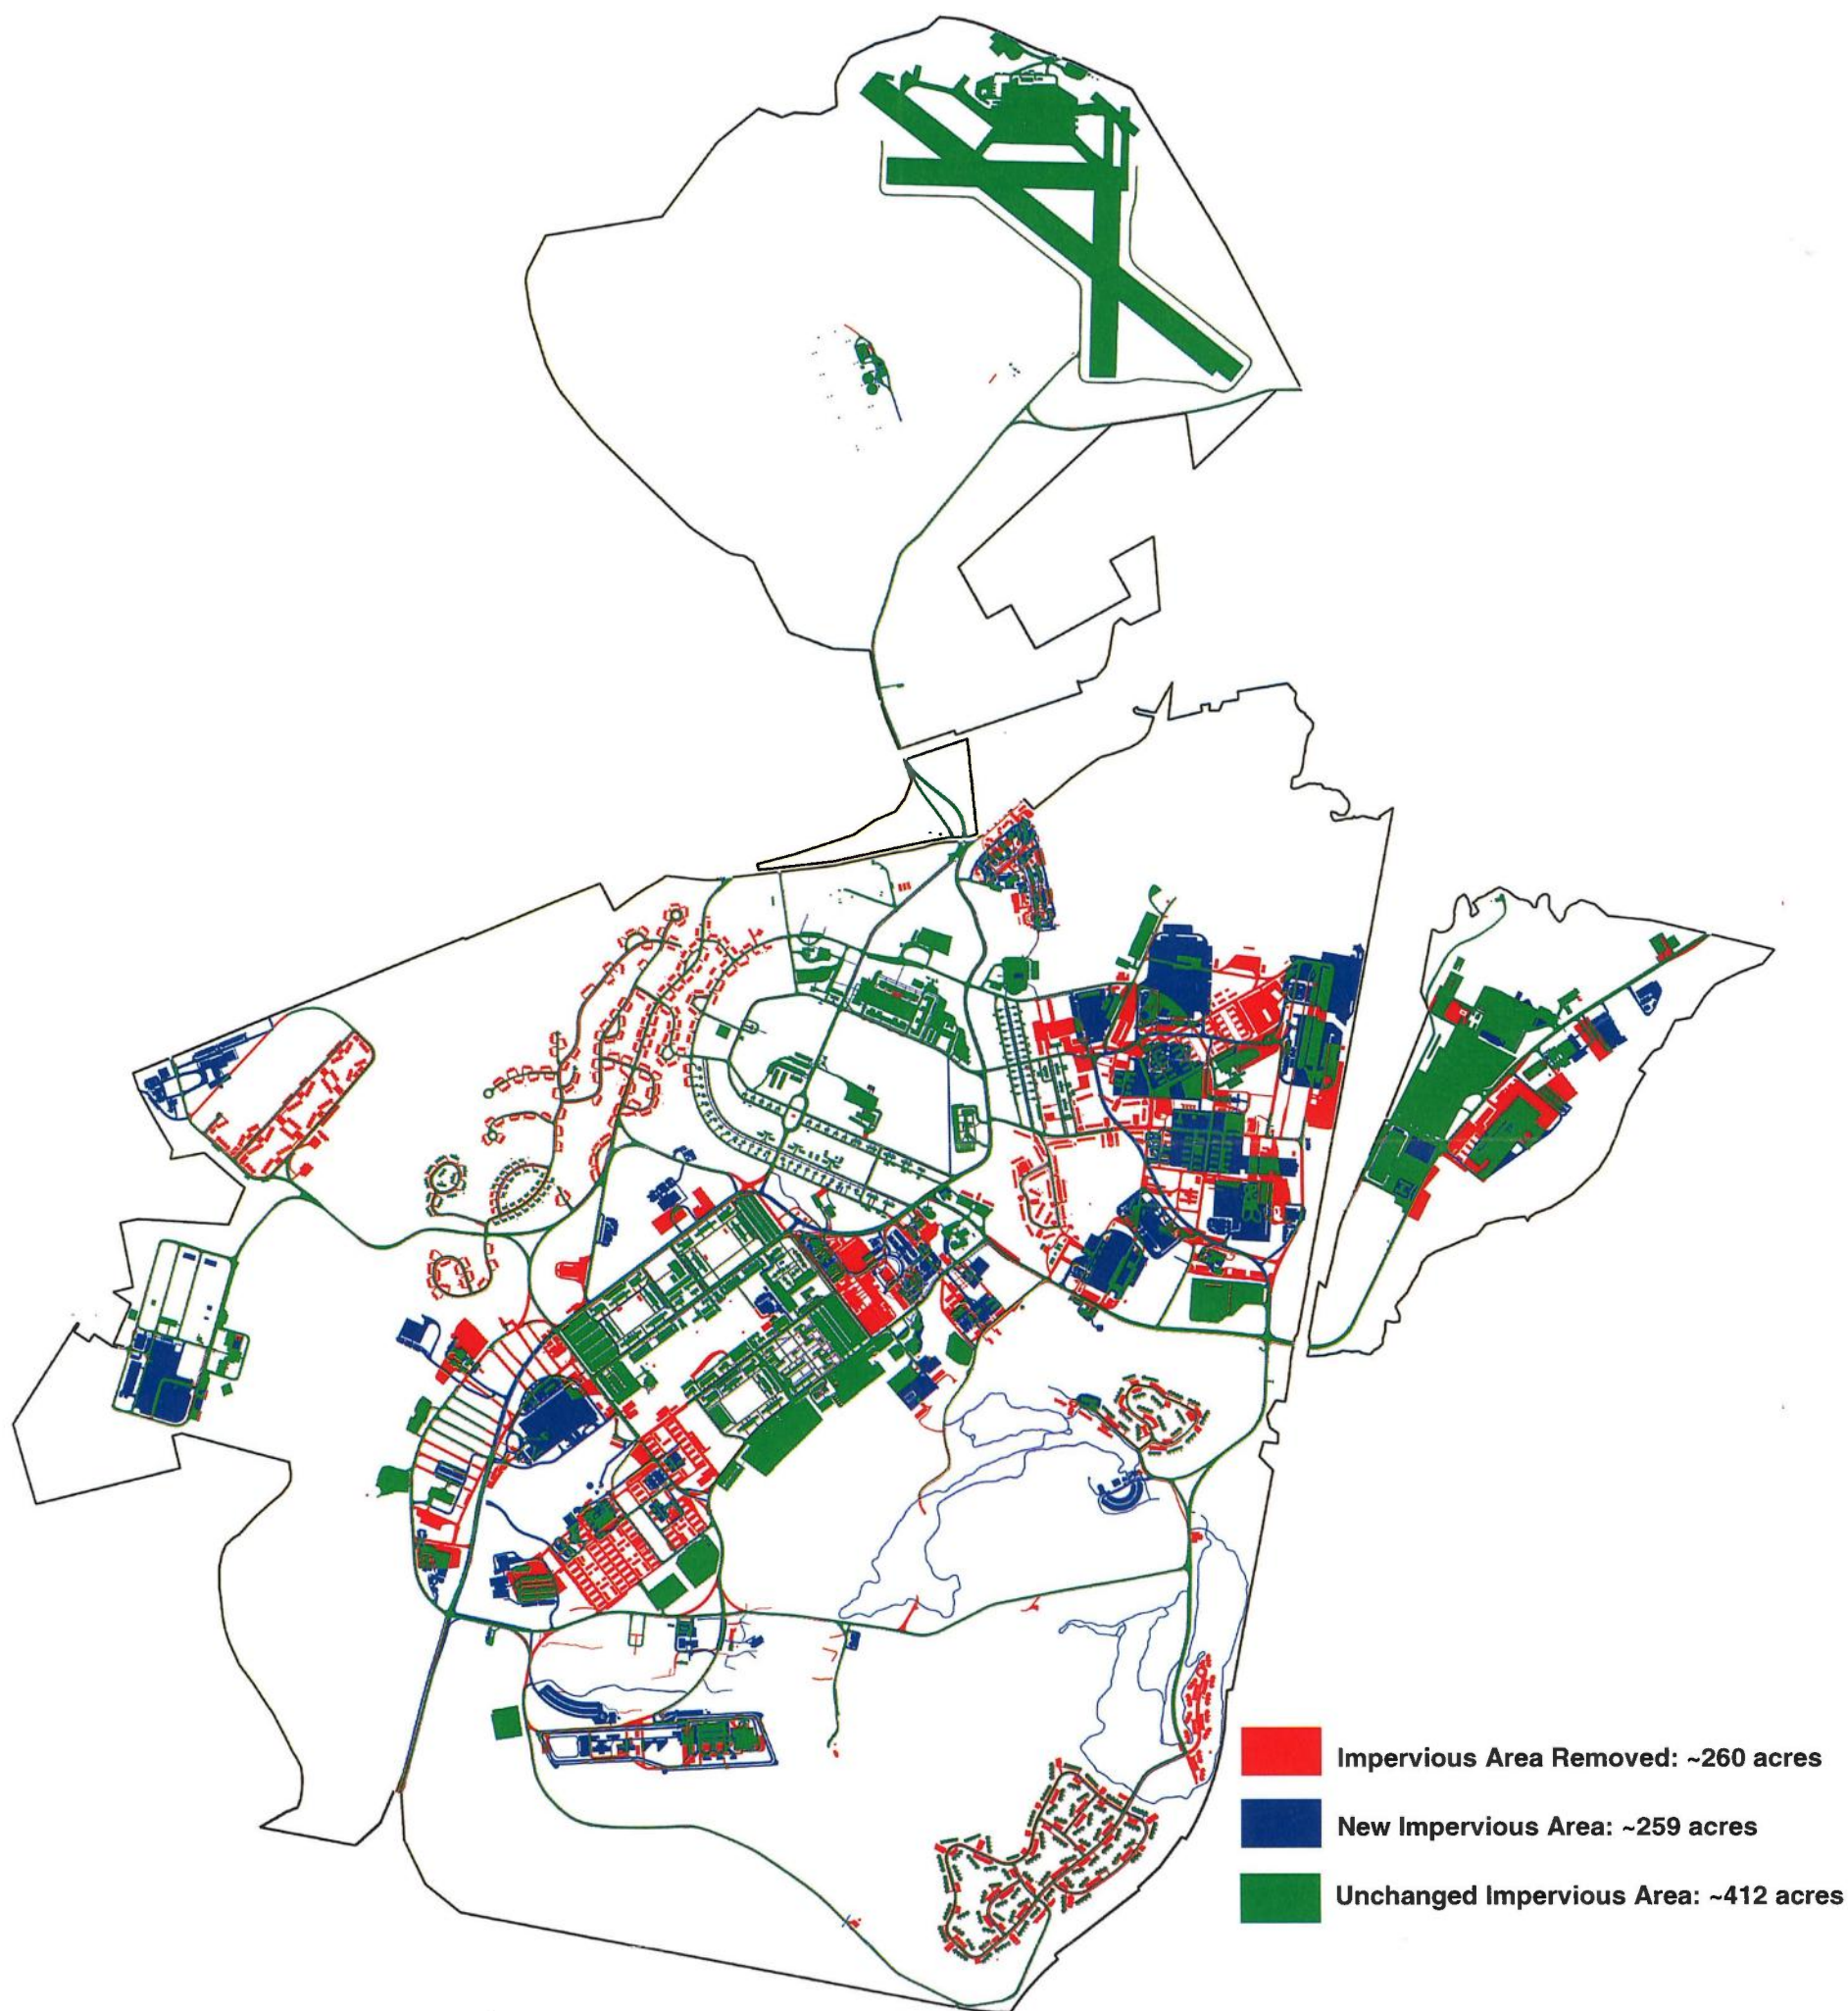 Impervious Area Removed: ~260 acres
New Impervious Area: ~259 acres
Unchanged Impervious Area: ~412 acres